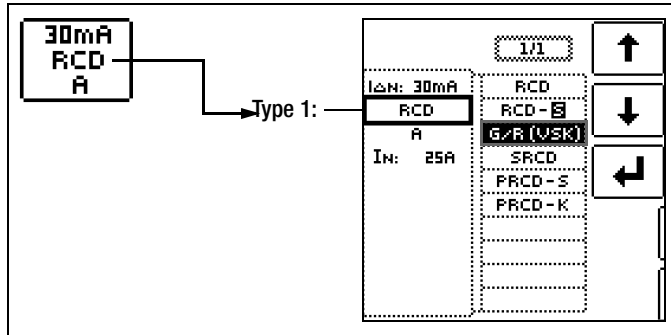 30mA
RCD
A
Type 1:
1/1
IΔN: 30mA
RCD
A
IN: 25A
RCD
RCD-S
G/R (VSK)
SRCD
PRCD-S
PRCD-K